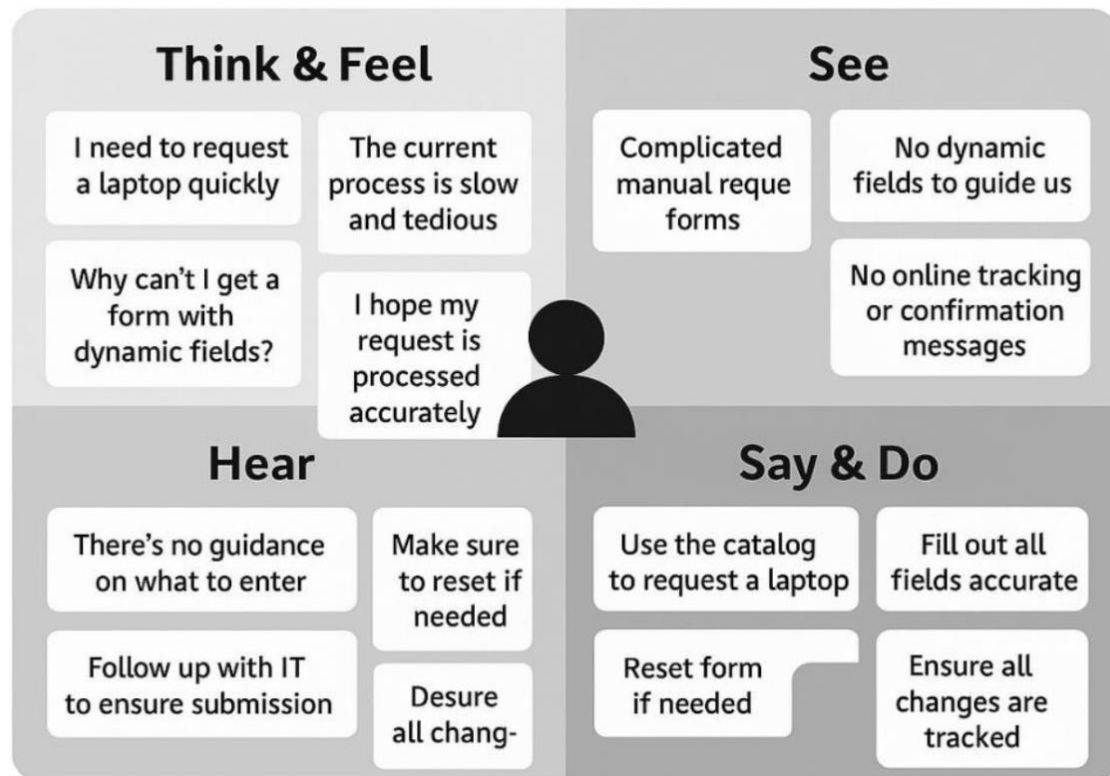 Think & Feel
I need to request
a laptop quickly
The current
process is slow
and tedious
Why can't I get a
form with
dynamic fields?
I hope my
request is
processed
accurately
See
Complicated
manual reque
forms
No dynamic
fields to guide us
No online tracking
or confirmation
messages
Hear
There's no guidance
on what to enter
Make sure
to reset if
needed
Follow up with IT
to ensure submission
Desure
all chang-
Say & Do
Use the catalog
to request a laptop
Fill out all
fields accurate
Reset form
if needed
Ensure all
changes are
tracked